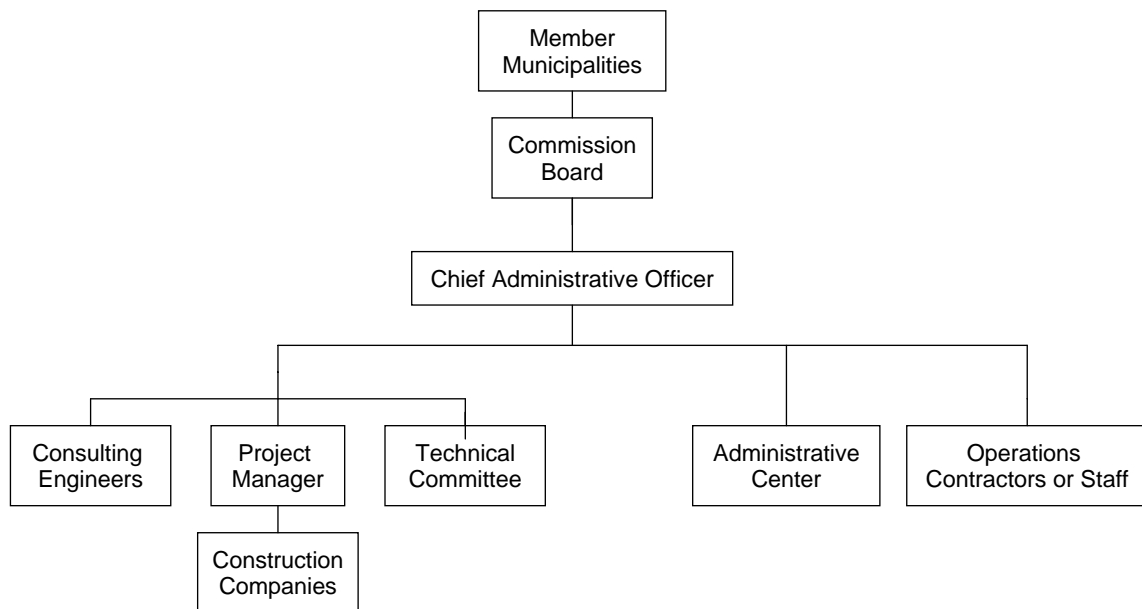 Member
Municipalities
Commission
Board
Chief Administrative Officer
Consulting
Engineers
Project
Manager
Technical
Committee
Administrative
Center
Operations
Contractors or Staff
Construction
Companies